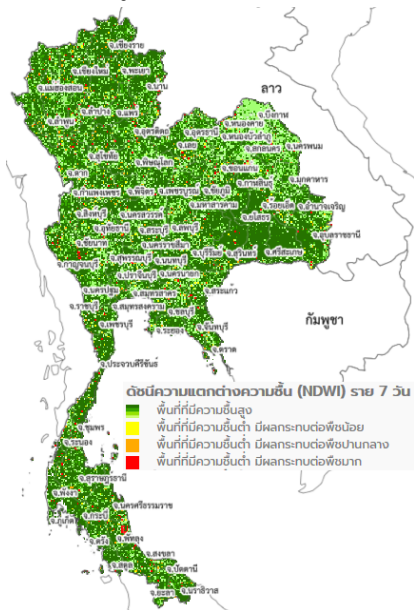 จ.เชียงราย
จ.เชียงใหม่
จ.พะเยา
จ.แม่ฮ่องสอน
จ.น่าน
ลาว
จ.ลำปาง
จ.แพร่
จ.ลำพูน
จ.อุตรดิตถ์
จ.อุดรธานี
จ.หนองคาย
จ.บึงกาฬ
จ.หนองบัวลำภู
จ.เลย
จ.สกลนคร
จ.นครพนม
จ.สุโขทัย
จ.พิษณุโลก
จ.ขอนแก่น
จ.ตาก
จ.กาฬสินธุ์
จ.มุกดาหาร
จ.กำแพงเพชร
จ.พิจิตร
จ.เพชรบูรณ์
จ.ชัยภูมิ
จ.มหาสารคาม
จ.ร้อยเอ็ด
จ.อำนาจเจริญ
จ.สิงห์บุรี
จ.นครสวรรค์
จ.ยโสธร
จ.อุทัยธานี
จ.สระบุรี
จ.ลพบุรี
จ.อุบลราชธานี
จ.ชัยนาท
จ.นครราชสีมา
จ.บุรีรัมย์
จ.สุรินทร์
จ.ศรีสะเกษ
จ.กาญจนบุรี
จ.สุพรรณบุรี
จ.นนทบุรี
จ.ปราจีนบุรี
จ.นครนายก
จ.นครปฐม
จ.สมุทรสาคร
จ.สระแก้ว
จ.ราชบุรี
จ.สมุทรสงคราม
จ.ชลบุรี
กัมพูชา
จ.เพชรบุรี
จ.ระยอง
จ.จันทบุรี
จ.ตราด
จ.ประจวบคีรีขันธ์
ดัชนีความแตกต่างความชื้น (NDWI) ราย 7 วัน
พื้นที่ที่มีความชื้นสูง
พื้นที่ที่มีความชื้นต่ำ มีผลกระทบต่อพืชน้อย
พื้นที่ที่มีความชื้นต่ำ มีผลกระทบต่อพืชปานกลาง
พื้นที่ที่มีความชื้นต่ำ มีผลกระทบต่อพืชมาก
จ.ชุมพร
จ.ระนอง
จ.สุราษฎร์ธานี
จ.พังงา
จ.นครศรีธรรมราช
จ.ภูเก็ต
จ.กระบี่
จ.ตรัง
จ.พัทลุง
จ.สงขลา
จ.สตูล
จ.ปัตตานี
จ.ยะลา
จ.นราธิวาส